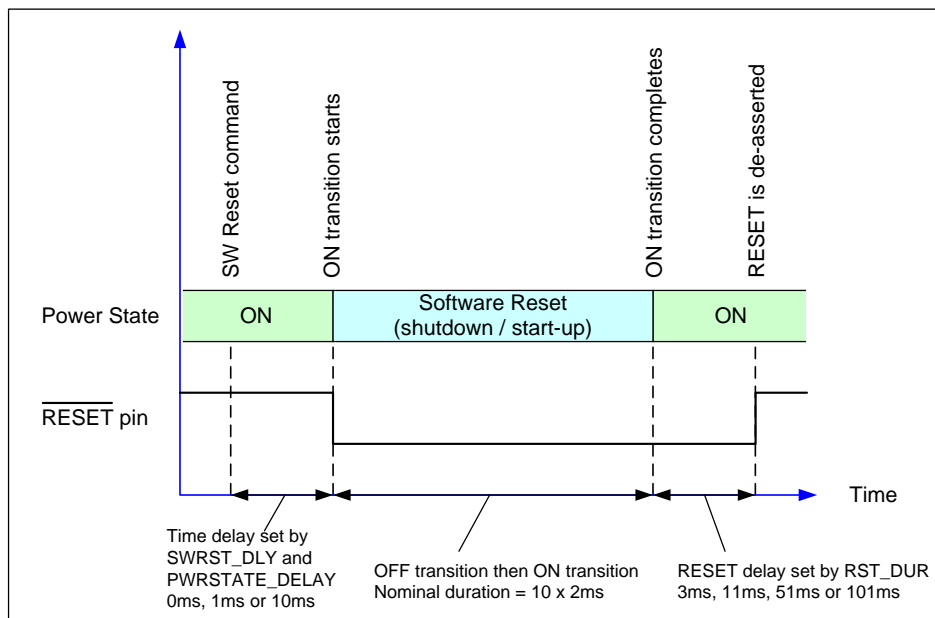 SW Reset command
ON transition starts
ON transition completes
RESET is de-asserted
Power State
ON
Software Reset
(shutdown / start-up)
ON
RESET pin
Time
Time delay set by
SWRST_DLY and
PWRSTATE_DELAY
0ms, 1ms or 10ms
OFF transition then ON transition
Nominal duration = 10 x 2ms
RESET delay set by RST_DUR
3ms, 11ms, 51ms or 101ms